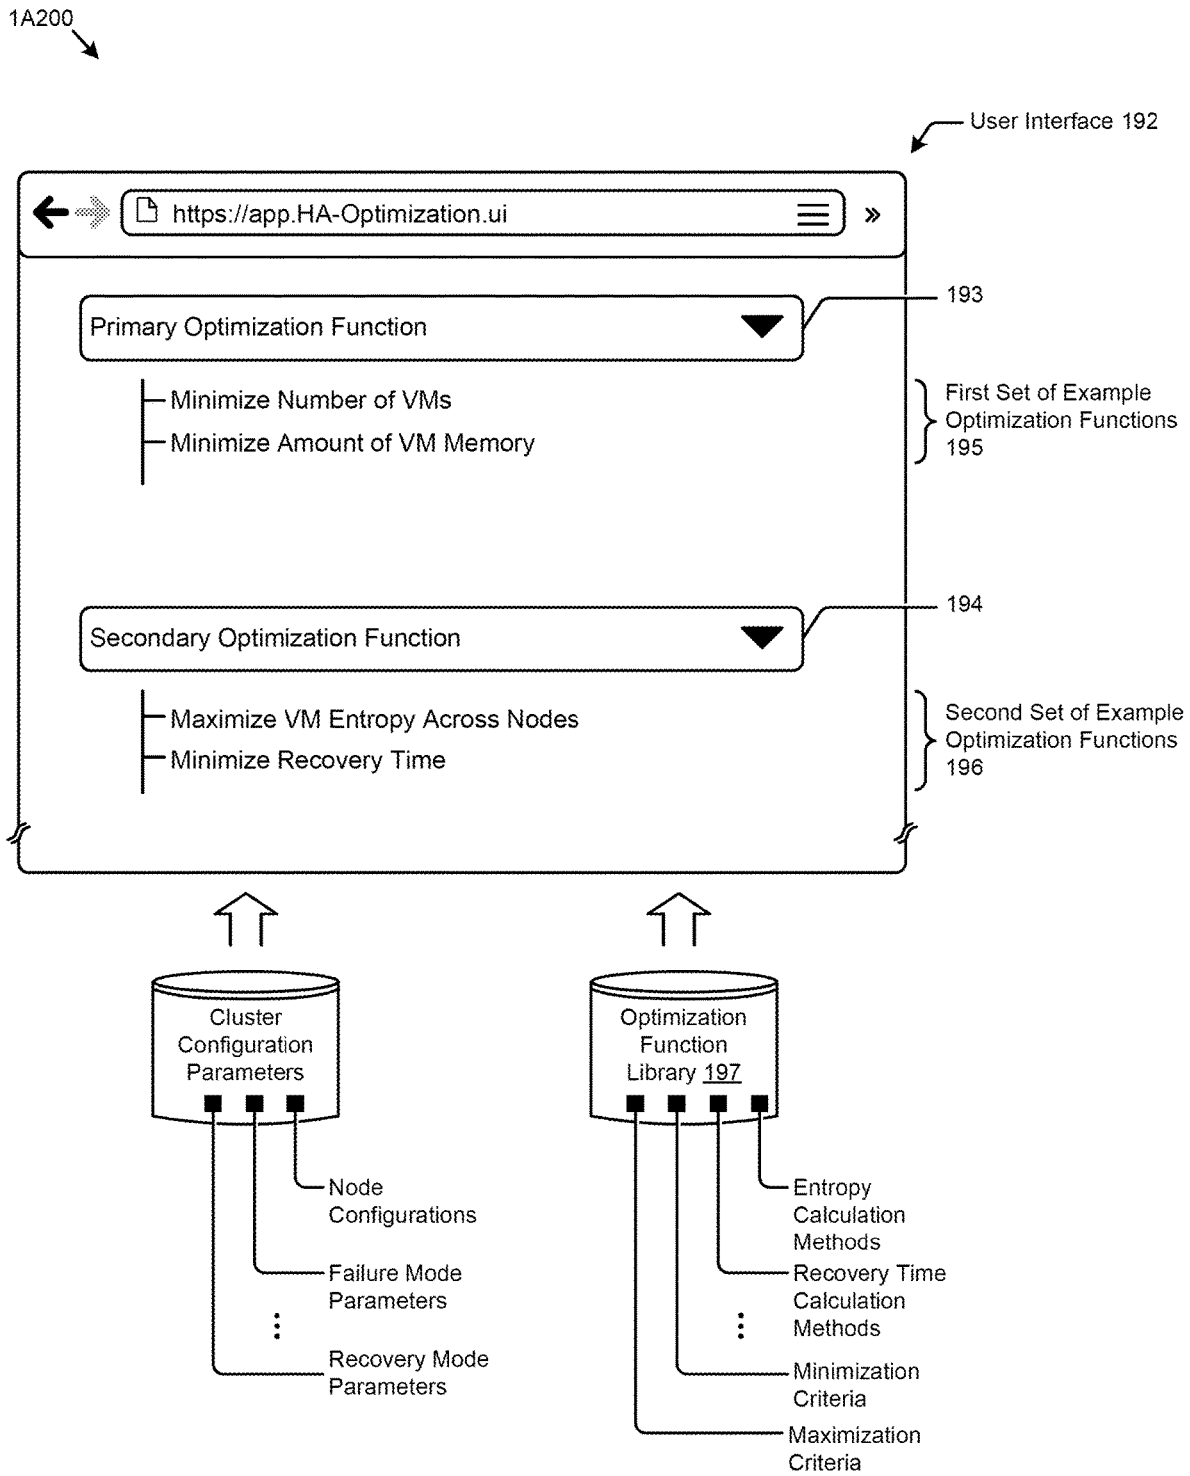 1A200
User Interface 192
https://app.HA-Optimization.ui
»
193
Primary Optimization Function
Minimize Number of VMs
Minimize Amount of VM Memory
First Set of Example
Optimization Functions
195
194
Secondary Optimization Function
Maximize VM Entropy Across Nodes
Minimize Recovery Time
Second Set of Example
Optimization Functions
196
Cluster
Configuration
Parameters
Node
Configurations
Failure Mode
Parameters
Recovery Mode
Parameters
Optimization
Function
Library 197
Entropy
Calculation
Methods
Recovery Time
Calculation
Methods
Minimization
Criteria
Maximization
Criteria